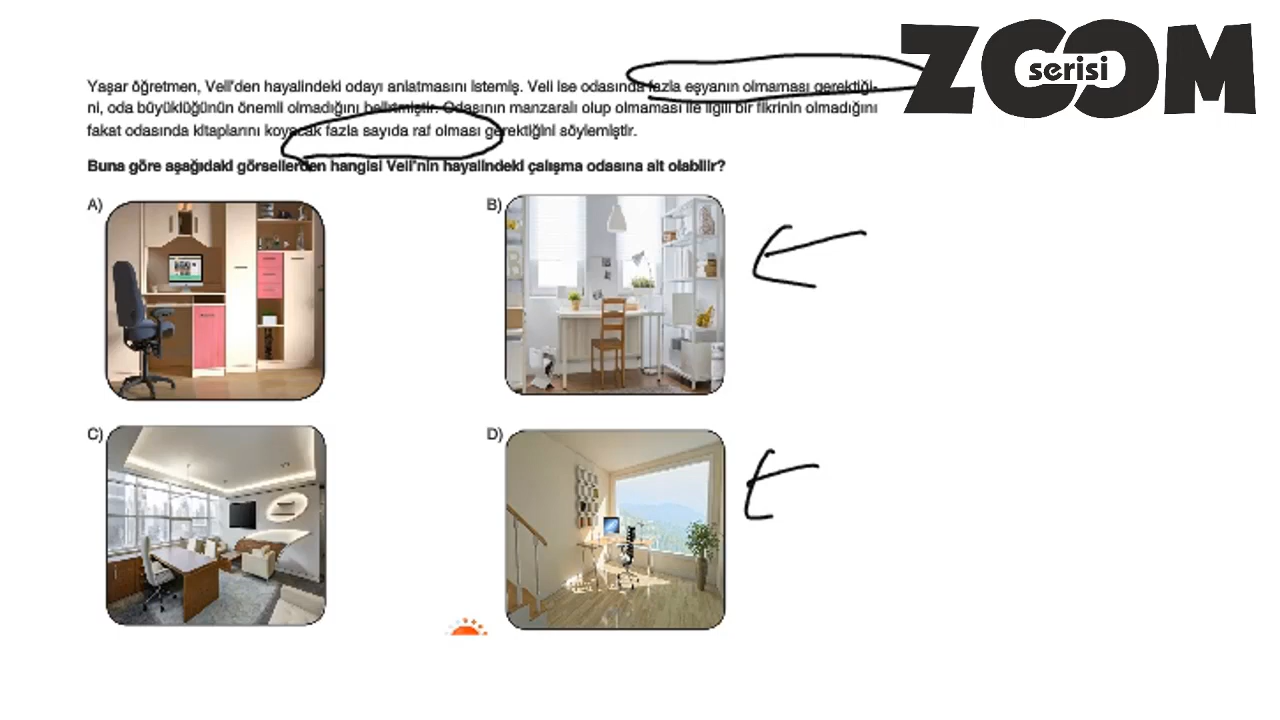 ZOOM
serisi
Yaşar öğretmen, Veli'den hayalindeki odayı anlatmasını istemiş. Veli ise odasında fazla eşyanın olmaması gerektiği-
ni, oda büyüklüğünün önemli olmadığını belirtmiştir. Odasının manzaralı olup olmaması ile ilgili bir fikrinin olmadığını
fakat odasında kitaplarını koyacak fazla sayıda raf olması gerektiğini söylemiştir.
Buna göre aşağıdaki görsellerden hangisi Veli'nin hayalindeki çalışma odasına ait olabilir?
A)
B)
C)
D)